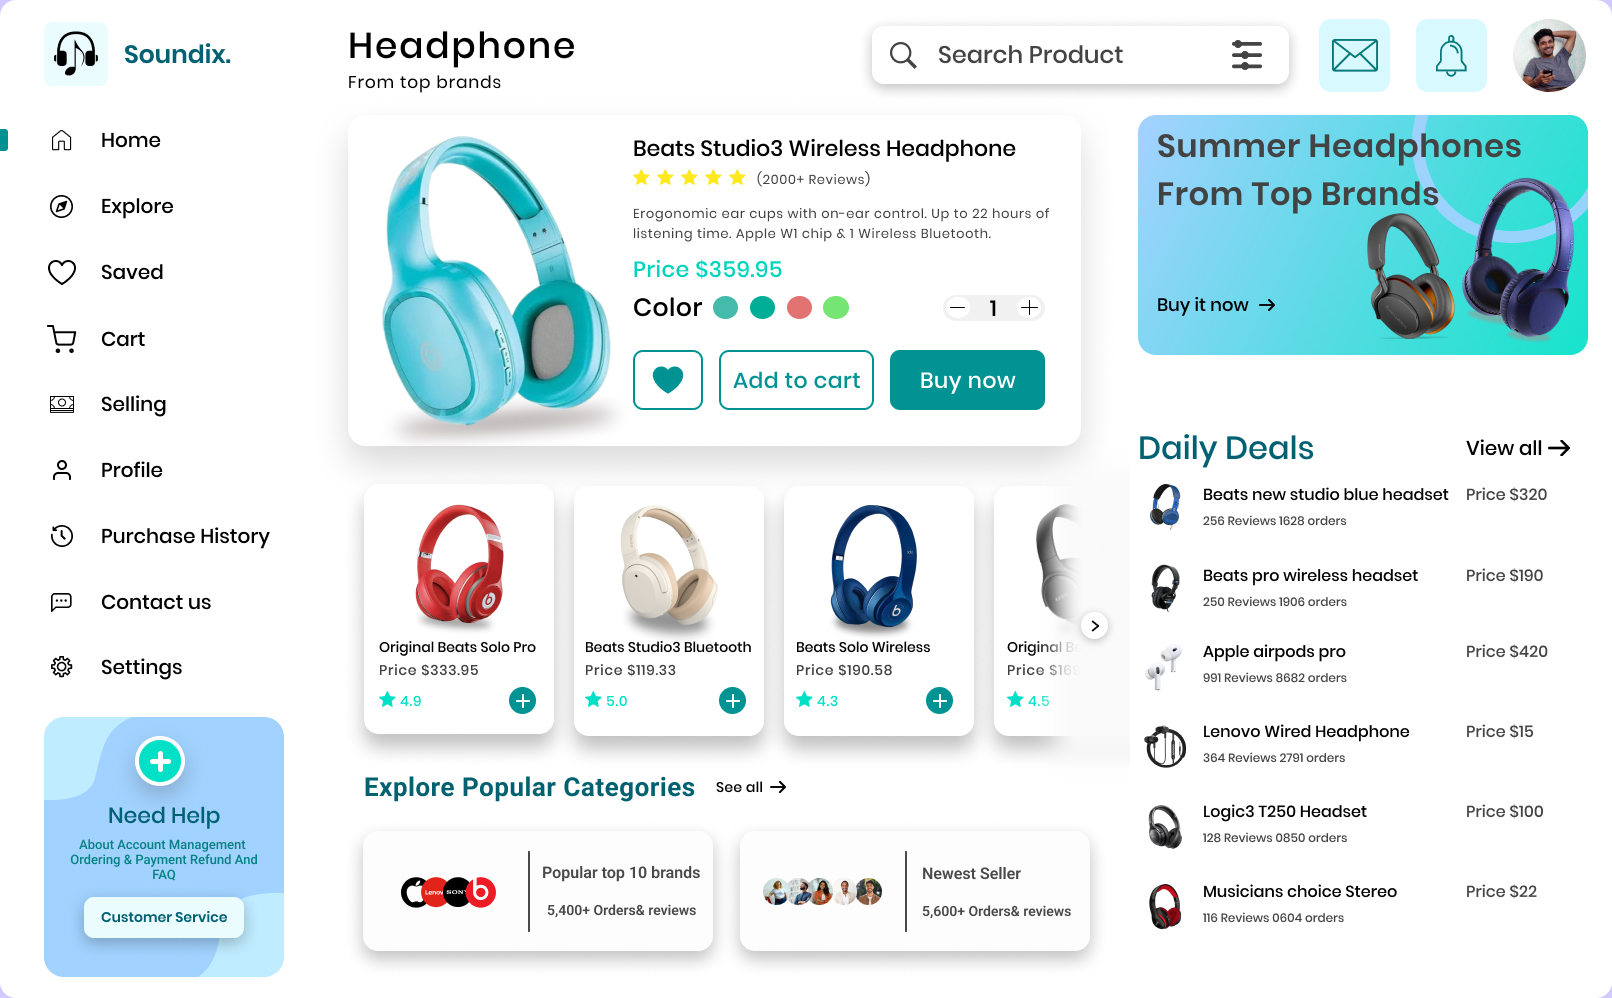 Soundix.
Headphone
From top brands
Search Product
Home
Explore
Saved
Cart
Selling
Profile
Purchase History
Contact us
Settings
Need Help
About Account Management
Ordering & Payment Refund And
FAQ
Customer Service
Beats Studio3 Wireless Headphone
(2000+ Reviews)
Erogonomic ear cups with on-ear control. Up to 22 hours of
listening time. Apple W1 chip & 1 Wireless Bluetooth.
Price $359.95
Color
1
Add to cart
Buy now
Original Beats Solo Pro
Price $333.95
4.9
Beats Studio3 Bluetooth
Price $119.33
5.0
Beats Solo Wireless
Price $190.58
4.3
Original
Price
4.5
Explore Popular Categories
See all
Lenovo
SONY
Popular top 10 brands
5,400+ Orders& reviews
Newest Seller
5,600+ Orders& reviews
Summer Headphones
From Top Brands
Buy it now
Daily Deals
View all
Beats new studio blue headset
Price $320
256 Reviews 1628 orders
Beats pro wireless headset
Price $190
250 Reviews 1906 orders
Apple airpods pro
Price $420
991 Reviews 8682 orders
Lenovo Wired Headphone
Price $15
364 Reviews 2791 orders
Logic3 T250 Headset
Price $100
128 Reviews 0850 orders
Musicians choice Stereo
Price $22
116 Reviews 0604 orders